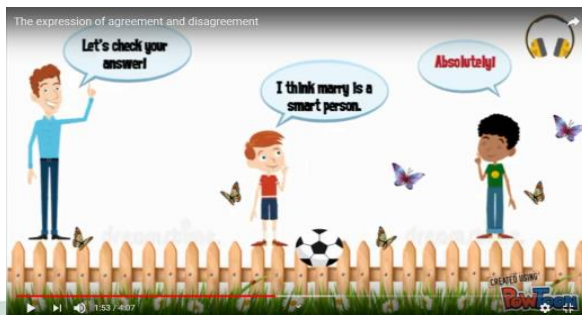 The expression of agreement and disagreement
Let's check your
answer!
I think marry is a
smart person.
Absolutely!
CREATED USING
PowToon
1:53 / 4:07